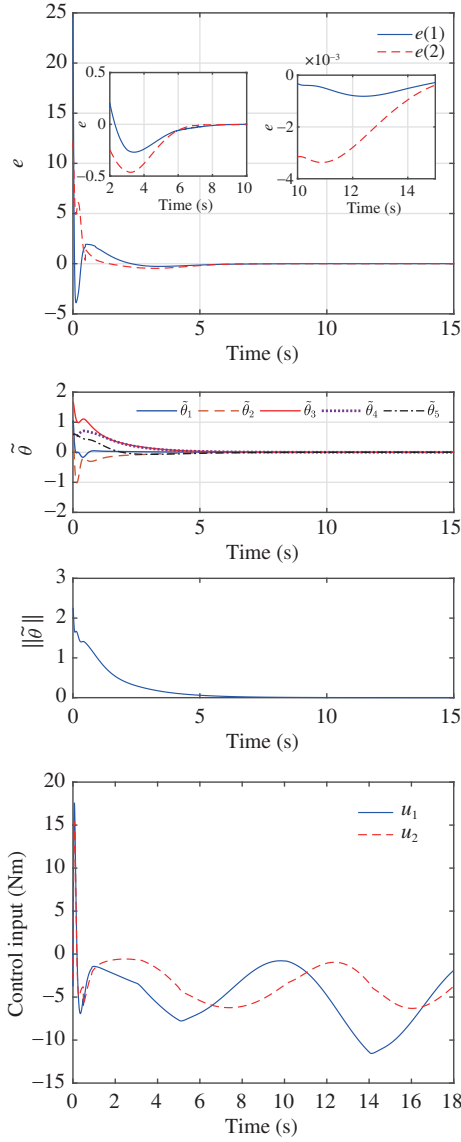 25
20
15
10
5
0
−5
e
e(1)
e(2)
0.5
0
−0.5
e
2 4 6 8 10
Time (s)
×10⁻³
0
−2
−4
e
10 12 14
Time (s)
0 5 10 15
Time (s)
2
1
0
−1
−2
θ̃
θ̃₁ θ̃₂ θ̃₃ θ̃₄ θ̃₅
0 5 10 15
Time (s)
3
2
1
0
||θ̃||
0 5 10 15
Time (s)
20
15
10
5
0
−5
−10
−15
Control input (Nm)
u₁
u₂
0 2 4 6 8 10 12 14 16 18
Time (s)